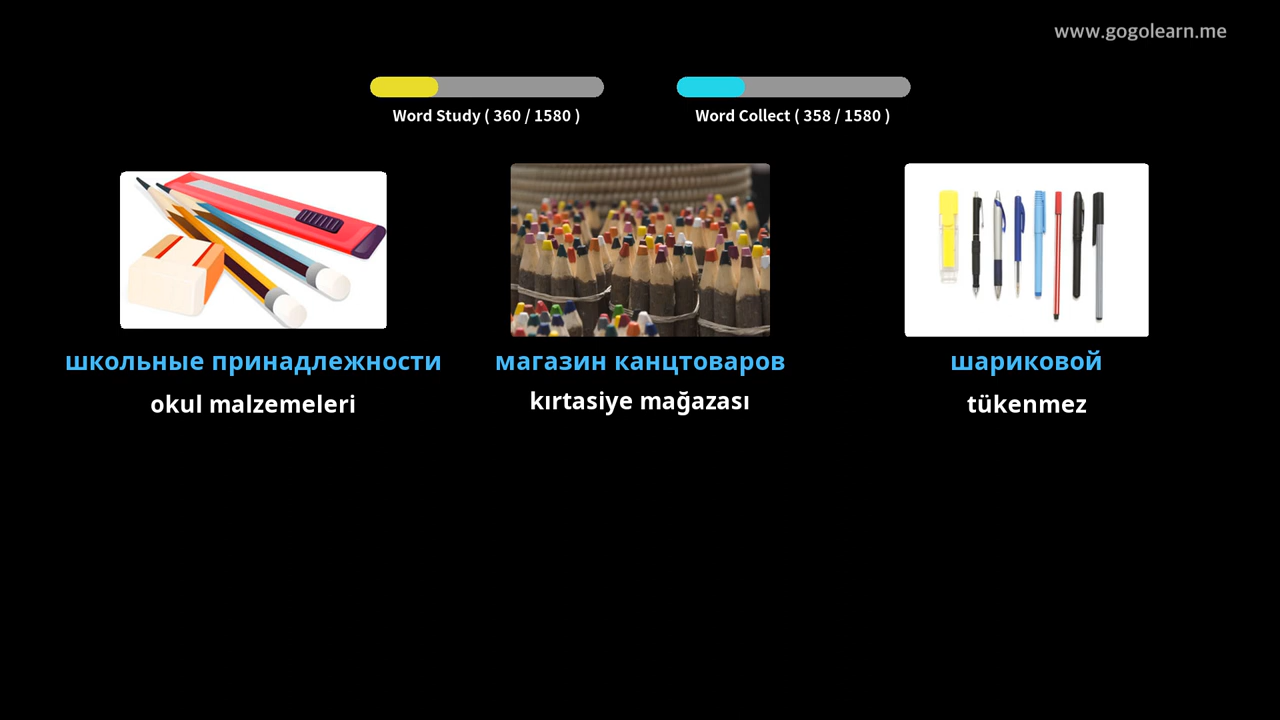 www.gogolearn.me
Word Study ( 360 / 1580 )
Word Collect ( 358 / 1580 )
школьные принадлежности
магазин канцтоваров
шариковой
okul malzemeleri
kırtasiye mağazası
tükenmez